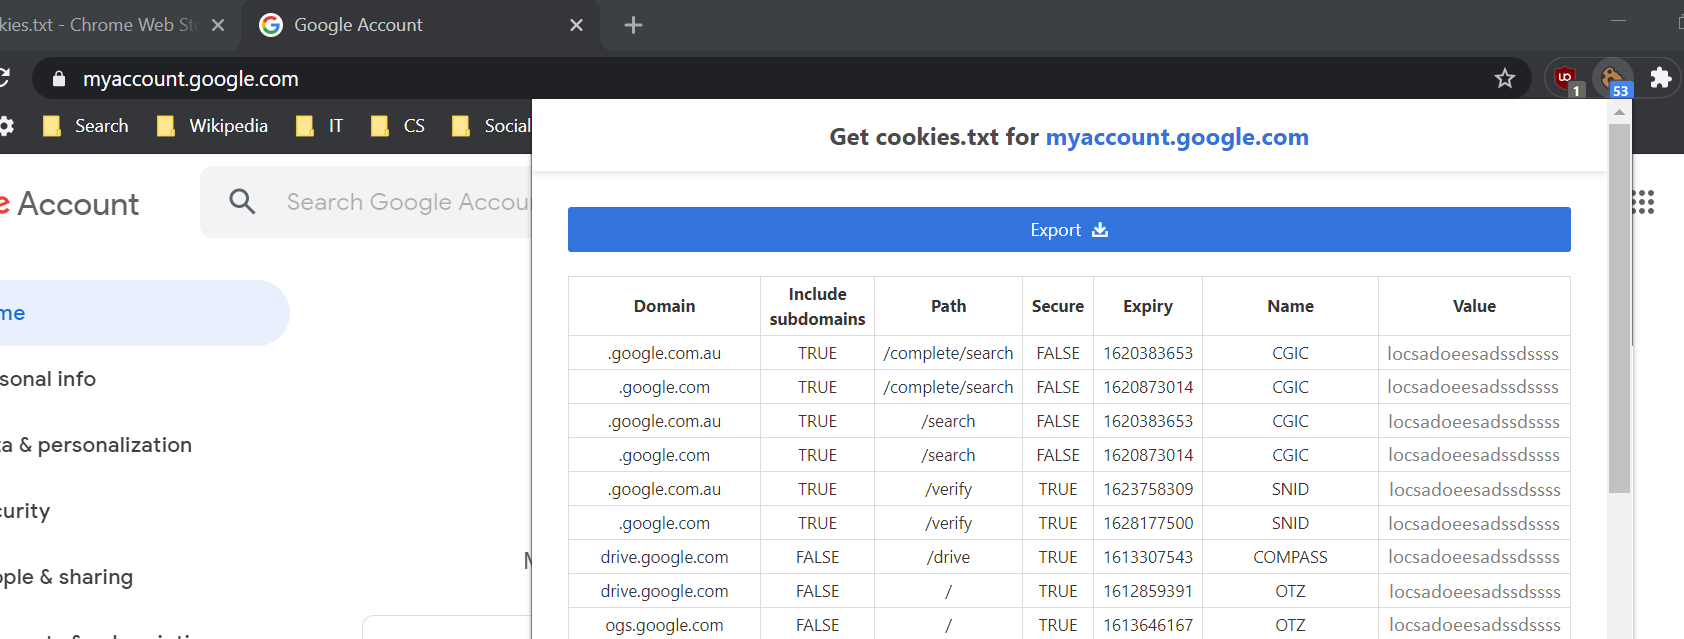 kies.txt - Chrome Web St
Google Account
myaccount.google.com
1
53
Search
Wikipedia
IT
CS
Social
Get cookies.txt for myaccount.google.com
e Account
Search Google Accou
Export
me
sonal info
ta & personalization
curity
ople & sharing
M
Domain Include subdomains Path Secure Expiry Name Value
.google.com.au TRUE /complete/search FALSE 1620383653 CGIC locsadoeesadssdssss
.google.com TRUE /complete/search FALSE 1620873014 CGIC locsadoeesadssdssss
.google.com.au TRUE /search FALSE 1620383653 CGIC locsadoeesadssdssss
.google.com TRUE /search FALSE 1620873014 CGIC locsadoeesadssdssss
.google.com.au TRUE /verify TRUE 1623758309 SNID locsadoeesadssdssss
.google.com TRUE /verify TRUE 1628177500 SNID locsadoeesadssdssss
drive.google.com FALSE /drive TRUE 1613307543 COMPASS locsadoeesadssdssss
drive.google.com FALSE / TRUE 1612859391 OTZ locsadoeesadssdssss
ogs.google.com FALSE / TRUE 1613646167 OTZ locsadoeesadssdssss